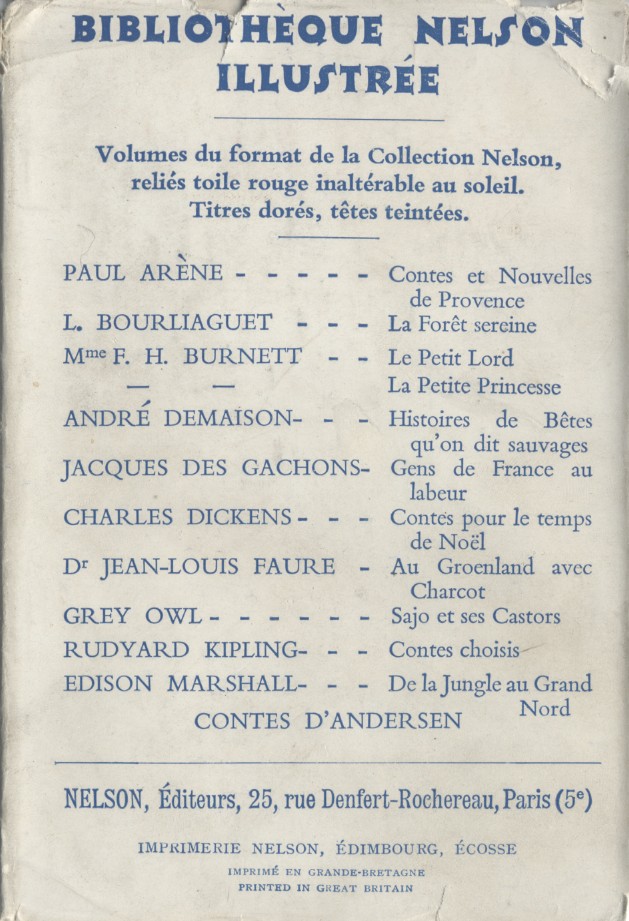 BIBLIOTHÈQUE NELSON
ILLUSTRÉE
Volumes du format de la Collection Nelson,
reliés toile rouge inaltérable au soleil.
Titres dorés, têtes teintées.
PAUL ARÈNE - - - - - Contes et Nouvelles
de Provence
L. BOURLIAGUET - - - La Forêt sereine
Mme F. H. BURNETT - - Le Petit Lord
— — La Petite Princesse
ANDRÉ DEMAISON- - - Histoires de Bêtes
qu'on dit sauvages
JACQUES DES GACHONS- Gens de France au
labeur
CHARLES DICKENS - - - Contes pour le temps
de Noël
Dr JEAN-LOUIS FAURE - Au Groenland avec
Charcot
GREY OWL - - - - - - Sajo et ses Castors
RUDYARD KIPLING- - - Contes choisis
EDISON MARSHALL- - - De la Jungle au Grand
Nord
CONTES D'ANDERSEN
NELSON, Éditeurs, 25, rue Denfert-Rochereau, Paris (5e)
IMPRIMERIE NELSON, ÉDIMBOURG, ÉCOSSE
IMPRIMÉ EN GRANDE-BRETAGNE
PRINTED IN GREAT BRITAIN